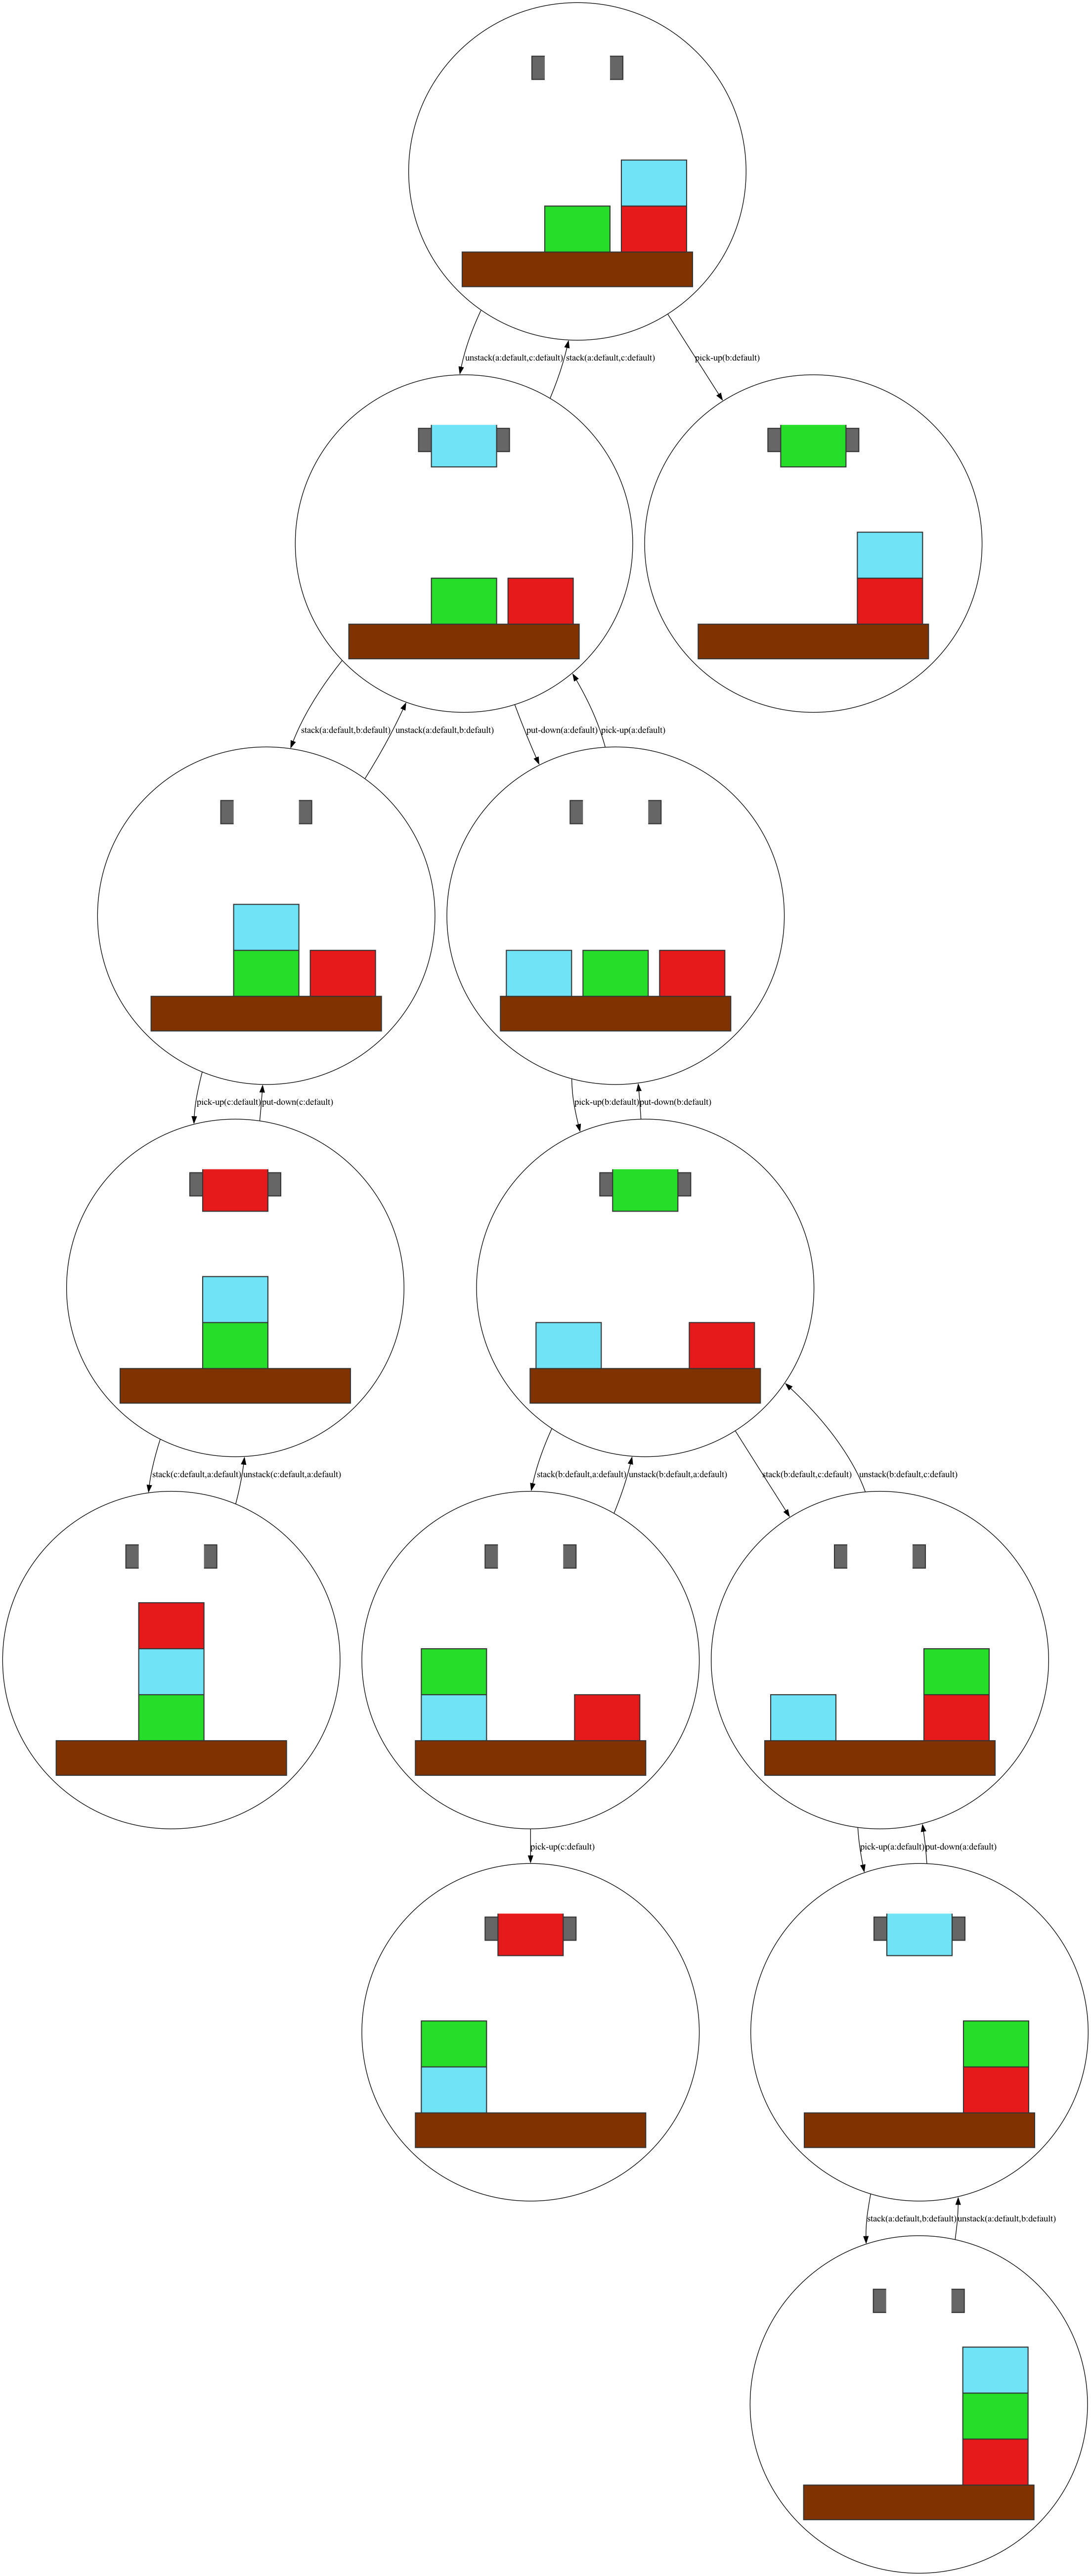 unstack(a:default,c:default)
stack(a:default,c:default)
pick-up(b:default)
stack(a:default,b:default)
unstack(a:default,b:default)
put-down(a:default)
pick-up(a:default)
pick-up(c:default)
put-down(c:default)
pick-up(b:default)
put-down(b:default)
stack(c:default,a:default)
unstack(c:default,a:default)
stack(b:default,a:default)
unstack(b:default,a:default)
stack(b:default,c:default)
unstack(b:default,c:default)
pick-up(c:default)
pick-up(a:default)
put-down(a:default)
stack(a:default,b:default)
unstack(a:default,b:default)